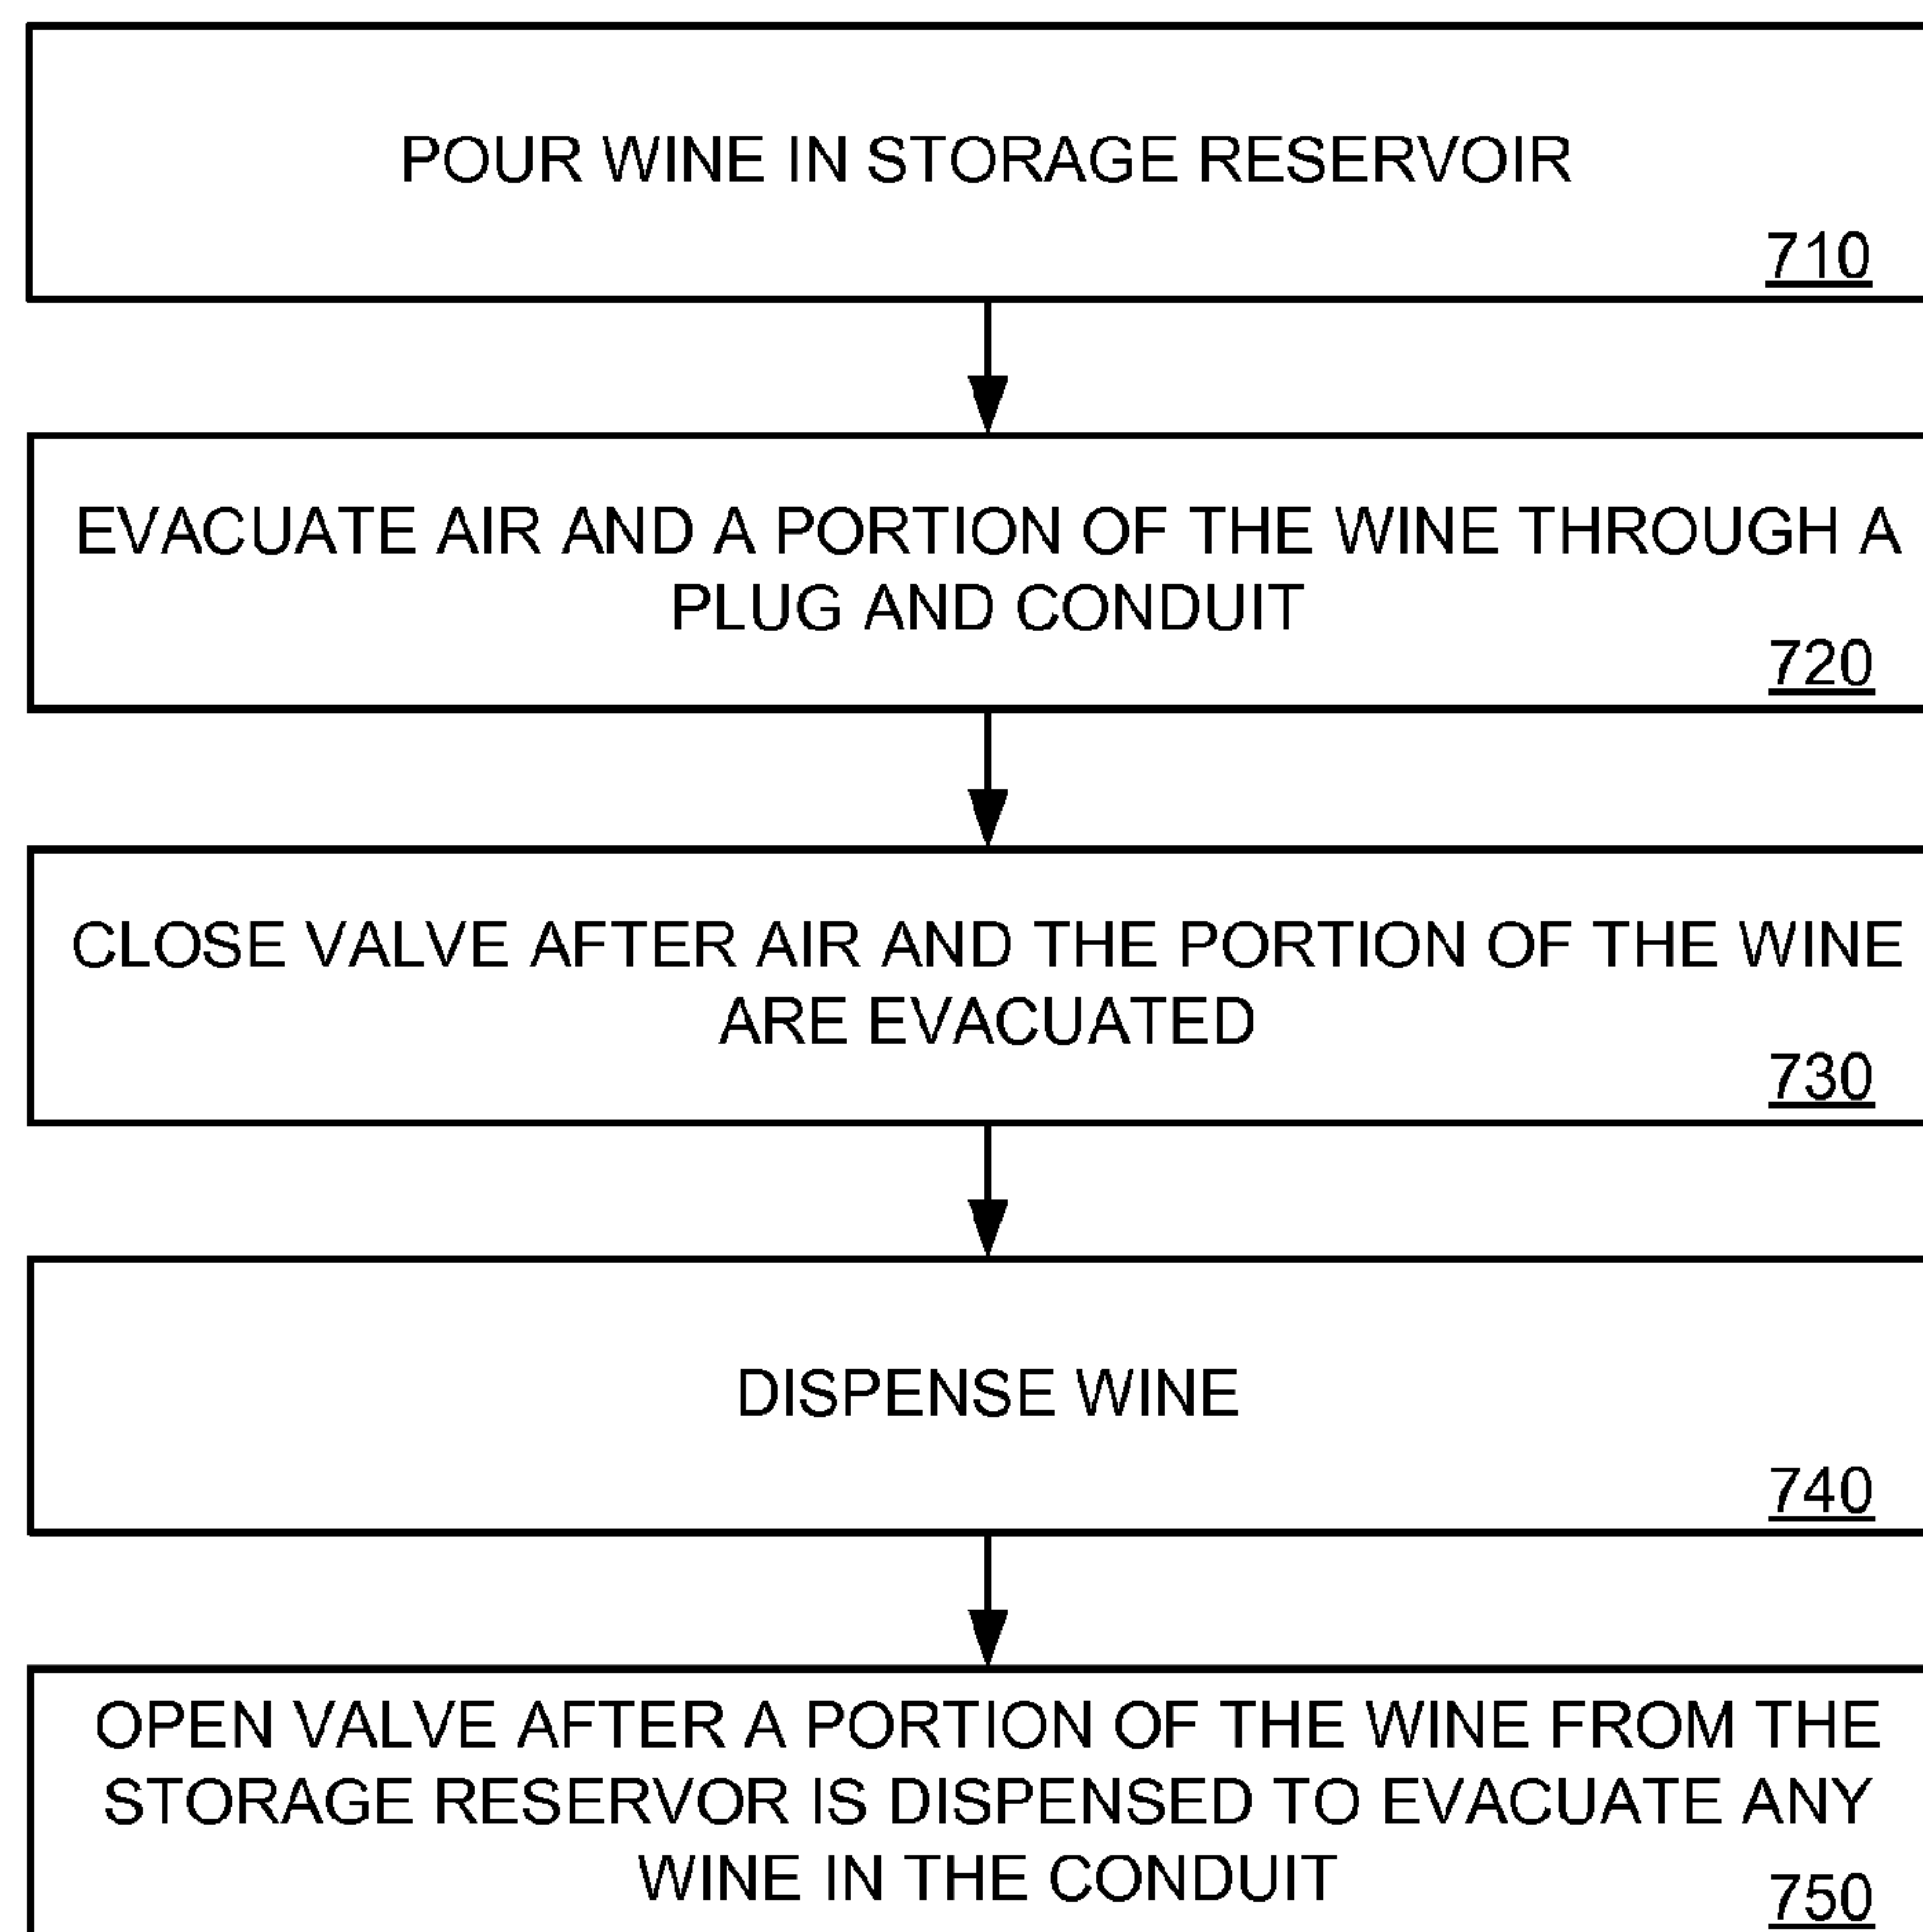 POUR WINE IN STORAGE RESERVOIR
710
EVACUATE AIR AND A PORTION OF THE WINE THROUGH A
PLUG AND CONDUIT
720
CLOSE VALVE AFTER AIR AND THE PORTION OF THE WINE
ARE EVACUATED
730
DISPENSE WINE
740
OPEN VALVE AFTER A PORTION OF THE WINE FROM THE
STORAGE RESERVOR IS DISPENSED TO EVACUATE ANY
WINE IN THE CONDUIT
750